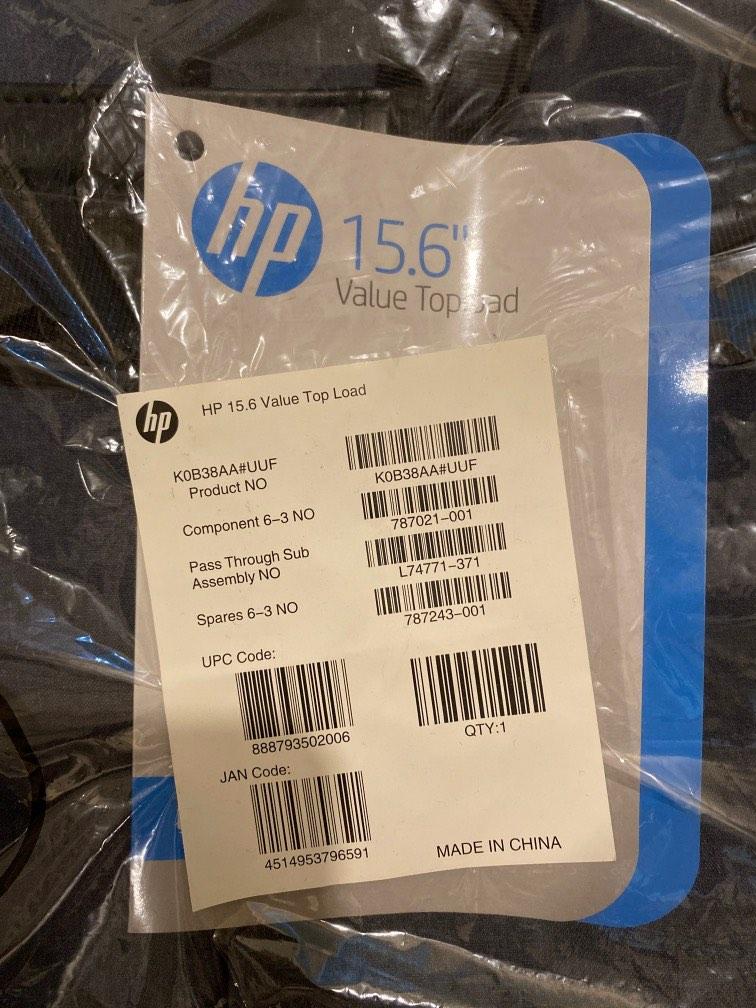 hp
15.6"
Value Top Load
hp
HP 15.6 Value Top Load
K0B38AA#UUF
Product NO
K0B38AA#UUF
Component 6-3 NO
787021-001
Pass Through Sub
Assembly NO
L74771-371
Spares 6-3 NO
787243-001
UPC Code:
888793502006
QTY:1
JAN Code:
4514953796591
MADE IN CHINA